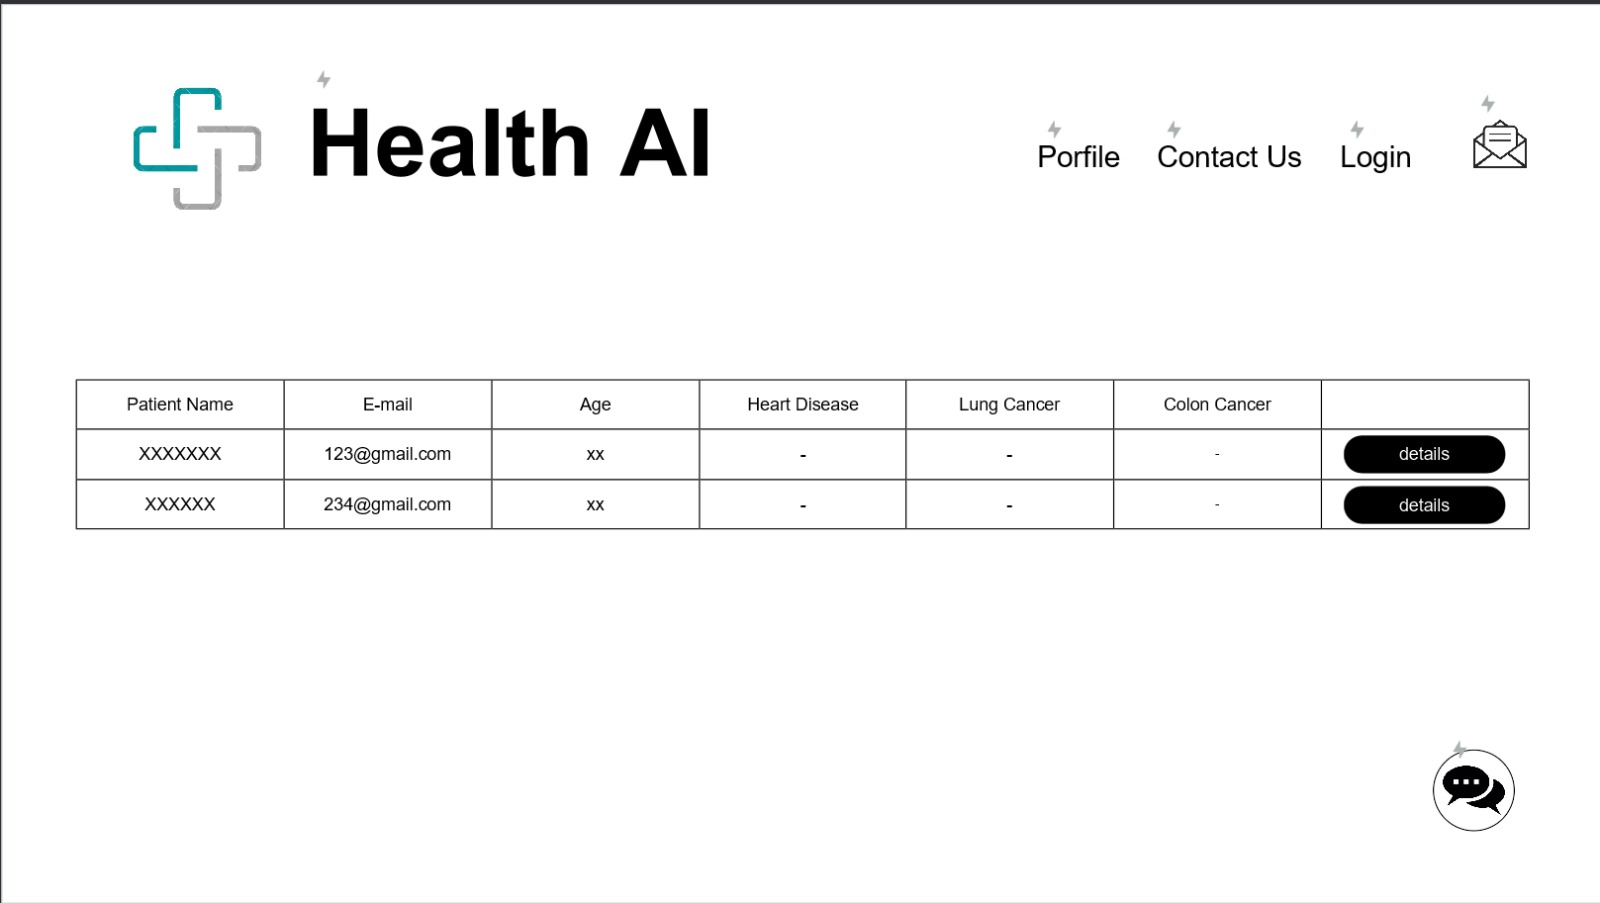 Health AI
Porfile Contact Us Login
Patient Name E-mail Age Heart Disease Lung Cancer Colon Cancer
XXXXXXX 123@gmail.com xx - - - details
XXXXXX 234@gmail.com xx - - - details